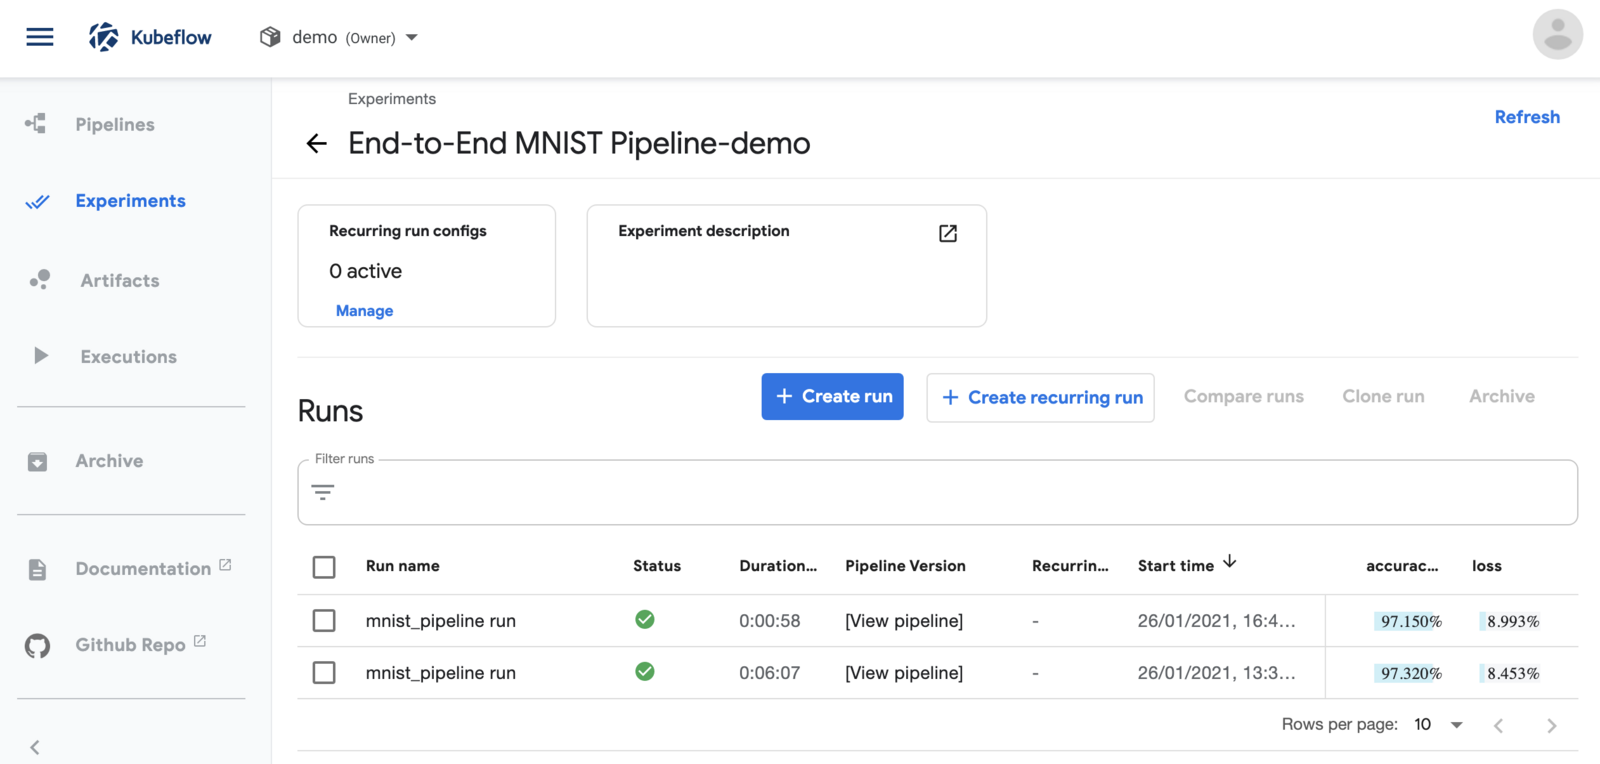 Kubeflow
demo (Owner)
Pipelines
Experiments
Artifacts
Executions
Archive
Documentation
Github Repo
Experiments
End-to-End MNIST Pipeline-demo
Refresh
Recurring run configs
0 active
Manage
Experiment description
Runs
+ Create run
+ Create recurring run
Compare runs
Clone run
Archive
Filter runs
Run name Status Duration... Pipeline Version Recurrin... Start time accurac... loss
mnist_pipeline run 0:00:58 [View pipeline] - 26/01/2021, 16:4... 97.150% 8.993%
mnist_pipeline run 0:06:07 [View pipeline] - 26/01/2021, 13:3... 97.320% 8.453%
Rows per page: 10